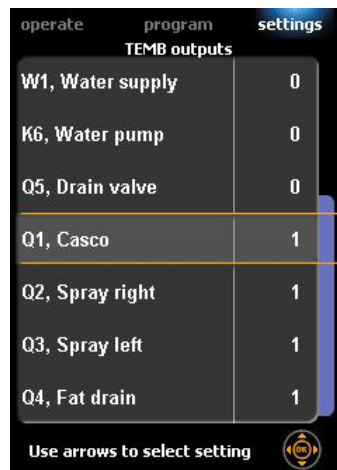 operate program settings
TEMB outputs
W1, Water supply 0
K6, Water pump 0
Q5, Drain valve 0
Q1, Casco 1
Q2, Spray right 1
Q3, Spray left 1
Q4, Fat drain 1
Use arrows to select setting OK